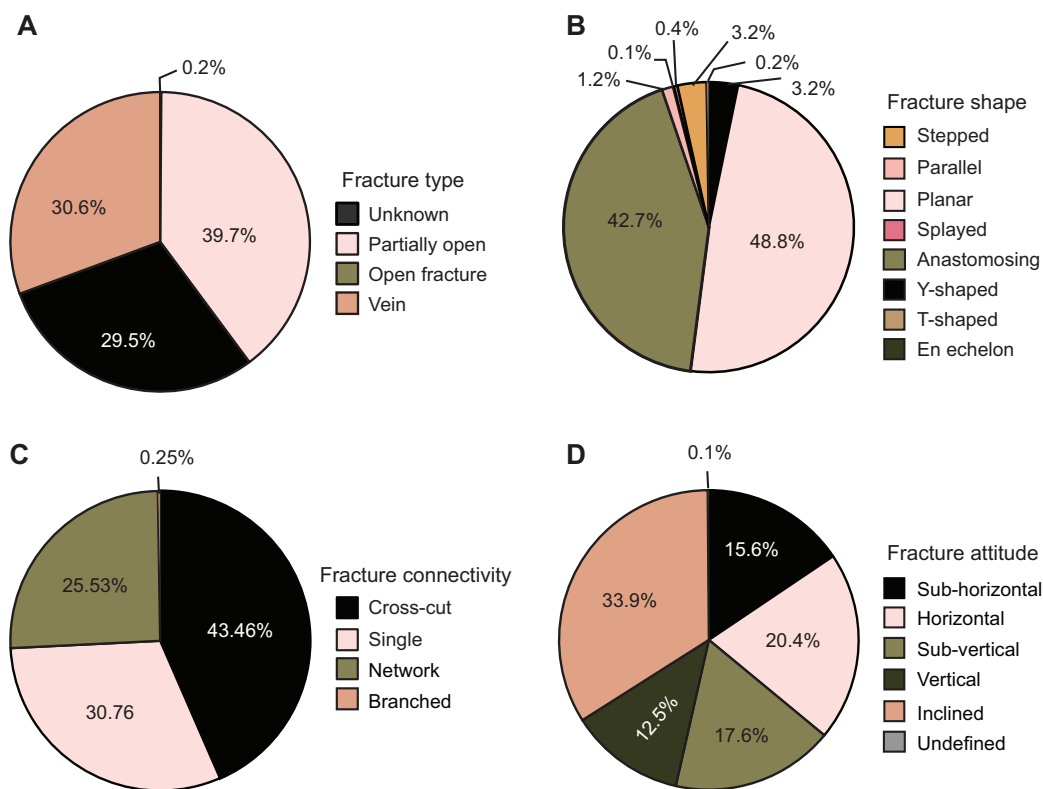 A
0.2%
39.7%
29.5%
30.6%
Fracture type
Unknown
Partially open
Open fracture
Vein
B
0.4%
3.2%
0.1%
0.2%
1.2%
3.2%
42.7%
48.8%
Fracture shape
Stepped
Parallel
Planar
Splayed
Anastomosing
Y-shaped
T-shaped
En echelon
C
0.25%
25.53%
43.46%
30.76
Fracture connectivity
Cross-cut
Single
Network
Branched
D
0.1%
15.6%
33.9%
20.4%
12.5%
17.6%
Fracture attitude
Sub-horizontal
Horizontal
Sub-vertical
Vertical
Inclined
Undefined